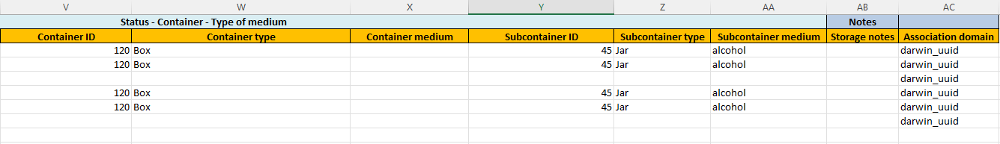 V W X Y Z AA AB AC
Status - Container - Type of medium Notes
Container ID Container type Container medium Subcontainer ID Subcontainer type Subcontainer medium Storage notes Association domain
120 Box 45 Jar alcohol darwin_uuid
120 Box 45 Jar alcohol darwin_uuid
darwin_uuid
120 Box 45 Jar alcohol darwin_uuid
120 Box 45 Jar alcohol darwin_uuid
darwin_uuid